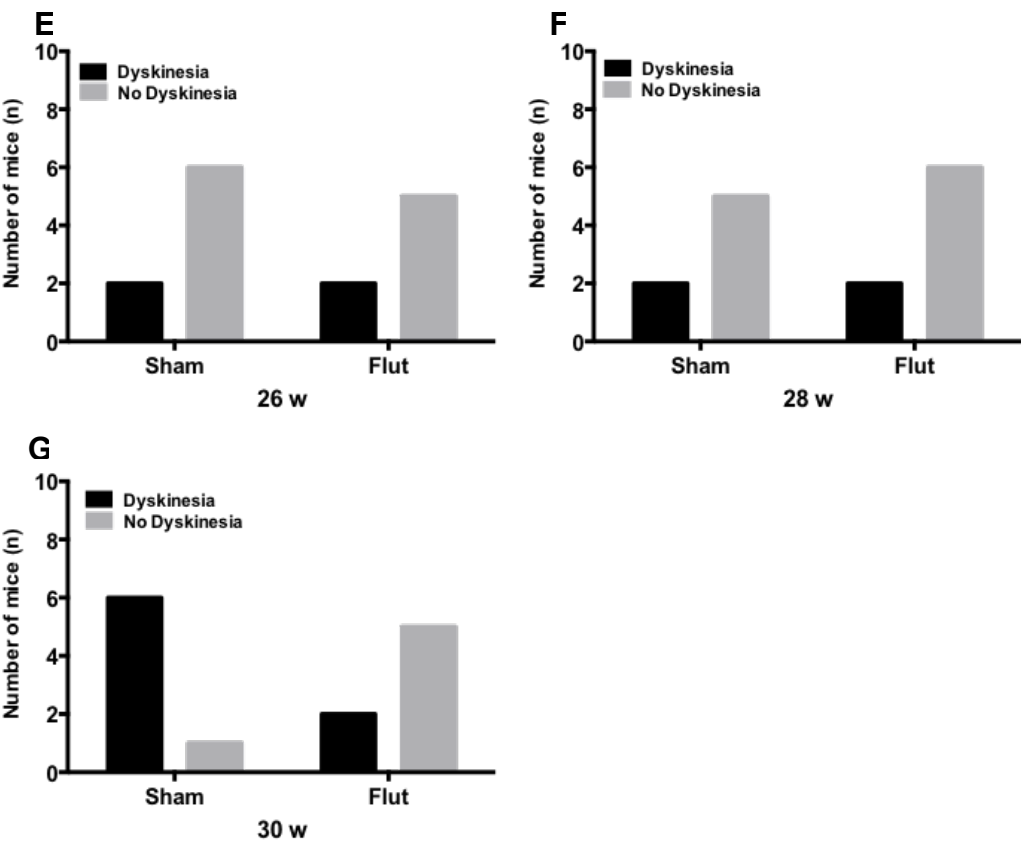 E
10
8
6
4
2
0
Number of mice (n)
Dyskinesia
No Dyskinesia
Sham Flut
26 w
F
10
8
6
4
2
0
Number of mice (n)
Dyskinesia
No Dyskinesia
Sham Flut
28 w
G
10
8
6
4
2
0
Number of mice (n)
Dyskinesia
No Dyskinesia
Sham Flut
30 w